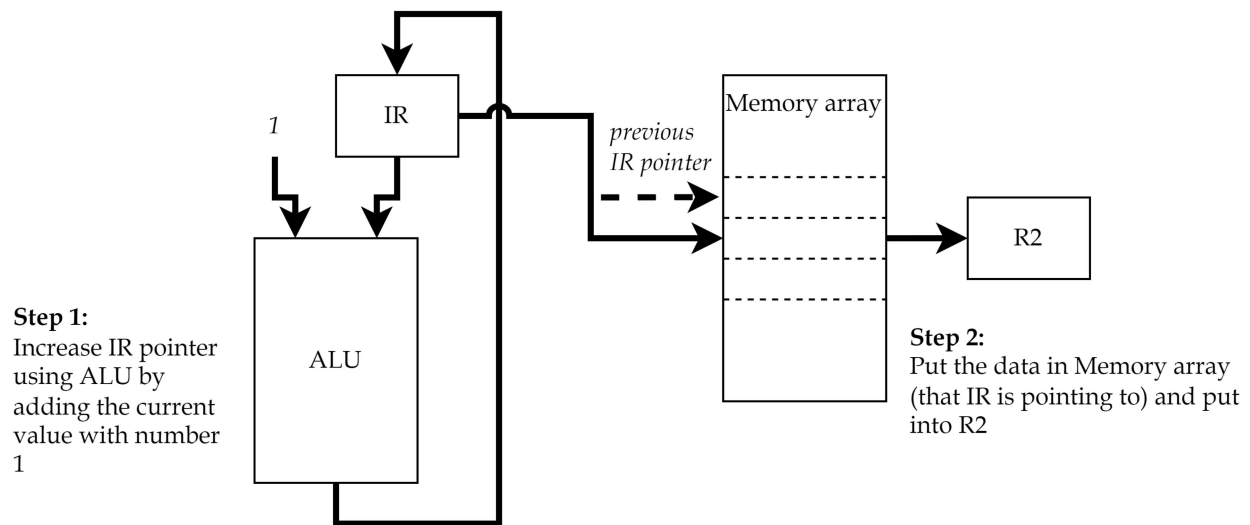 IR
1
Memory array
previous
IR pointer
R2
Step 1:
Increase IR pointer
using ALU by
adding the current
value with number
1
ALU
Step 2:
Put the data in Memory array
(that IR is pointing to) and put
into R2